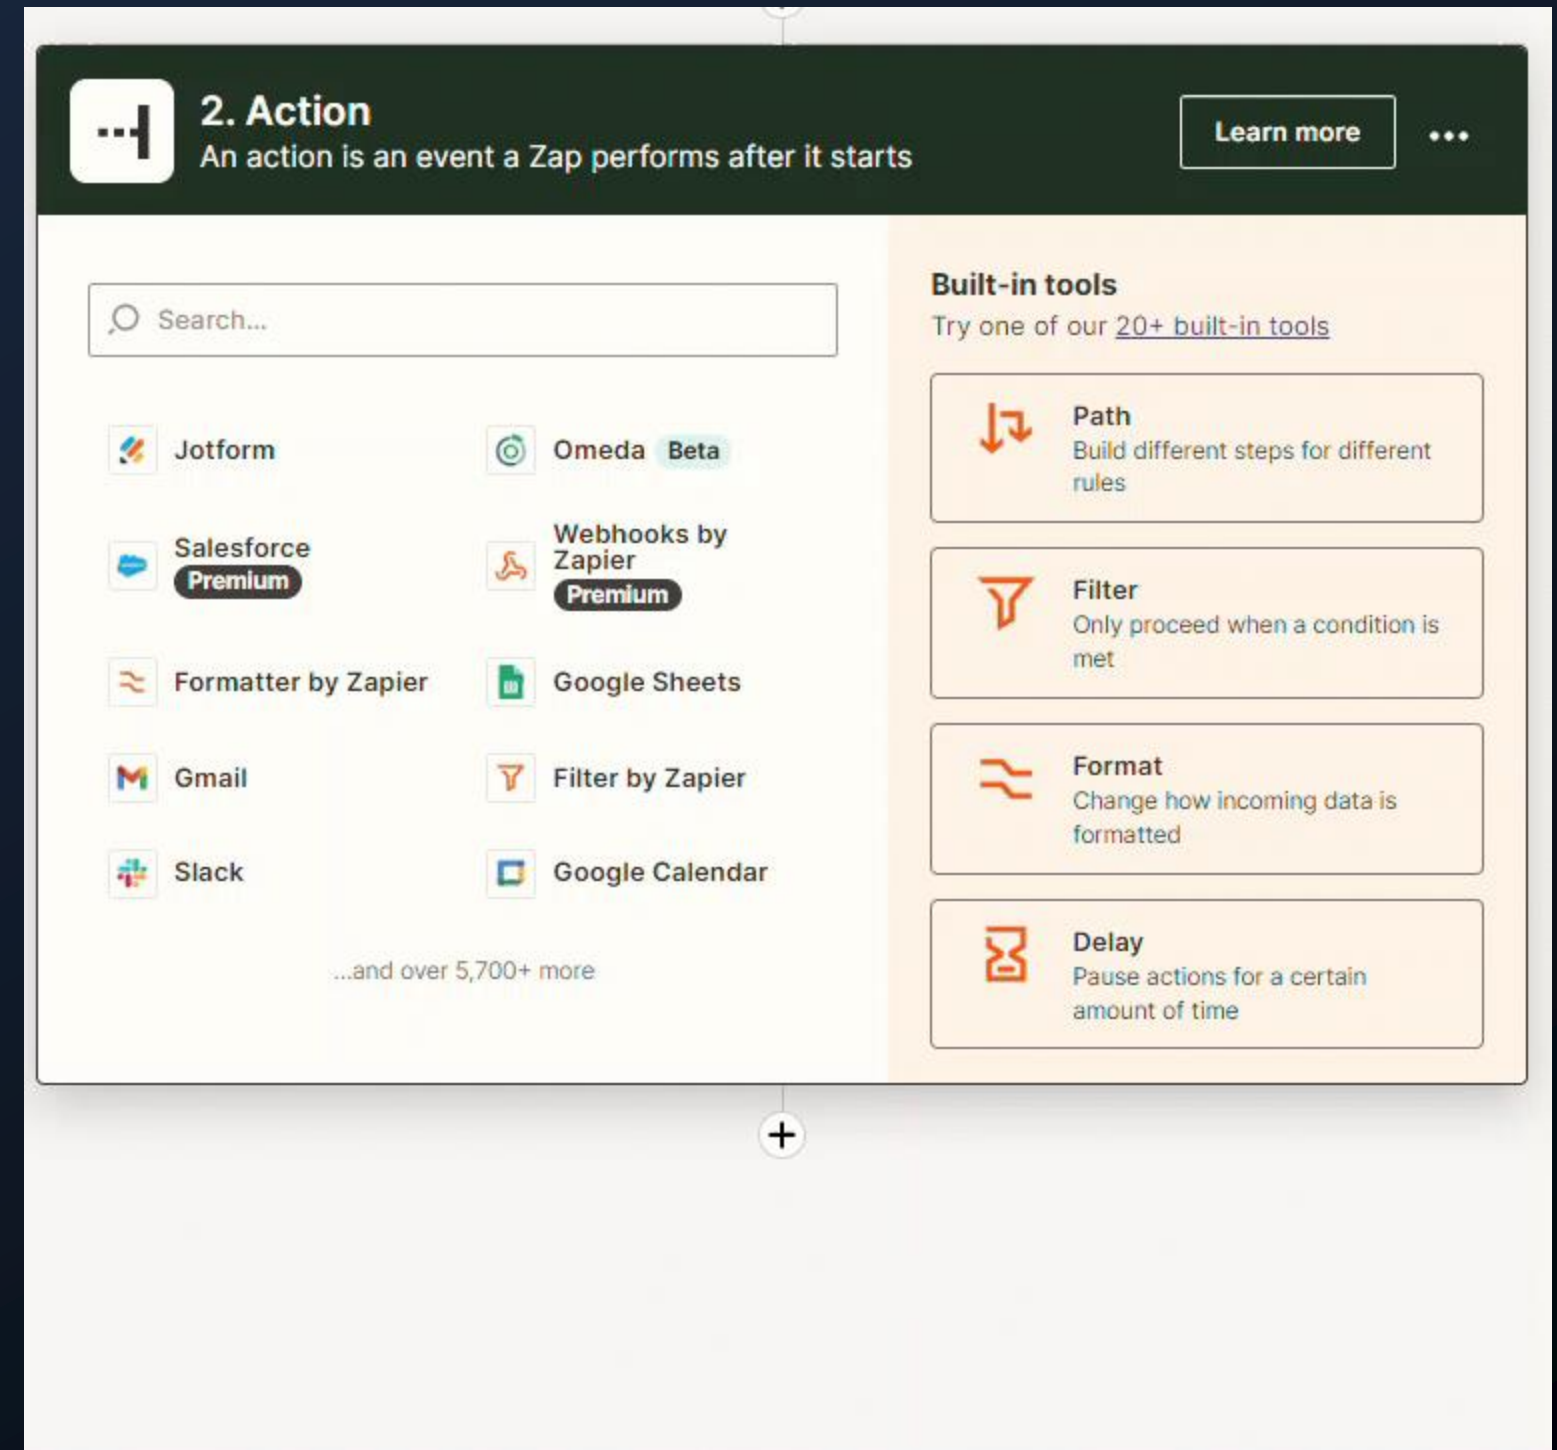 2. Action
An action is an event a Zap performs after it starts
Learn more
Search...
Jotform
Omeda Beta
Salesforce
Premium
Webhooks by
Zapier
Premium
Formatter by Zapier
Google Sheets
Gmail
Filter by Zapier
Slack
Google Calendar
...and over 5,700+ more
Built-in tools
Try one of our 20+ built-in tools
Path
Build different steps for different
rules
Filter
Only proceed when a condition is
met
Format
Change how incoming data is
formatted
Delay
Pause actions for a certain
amount of time